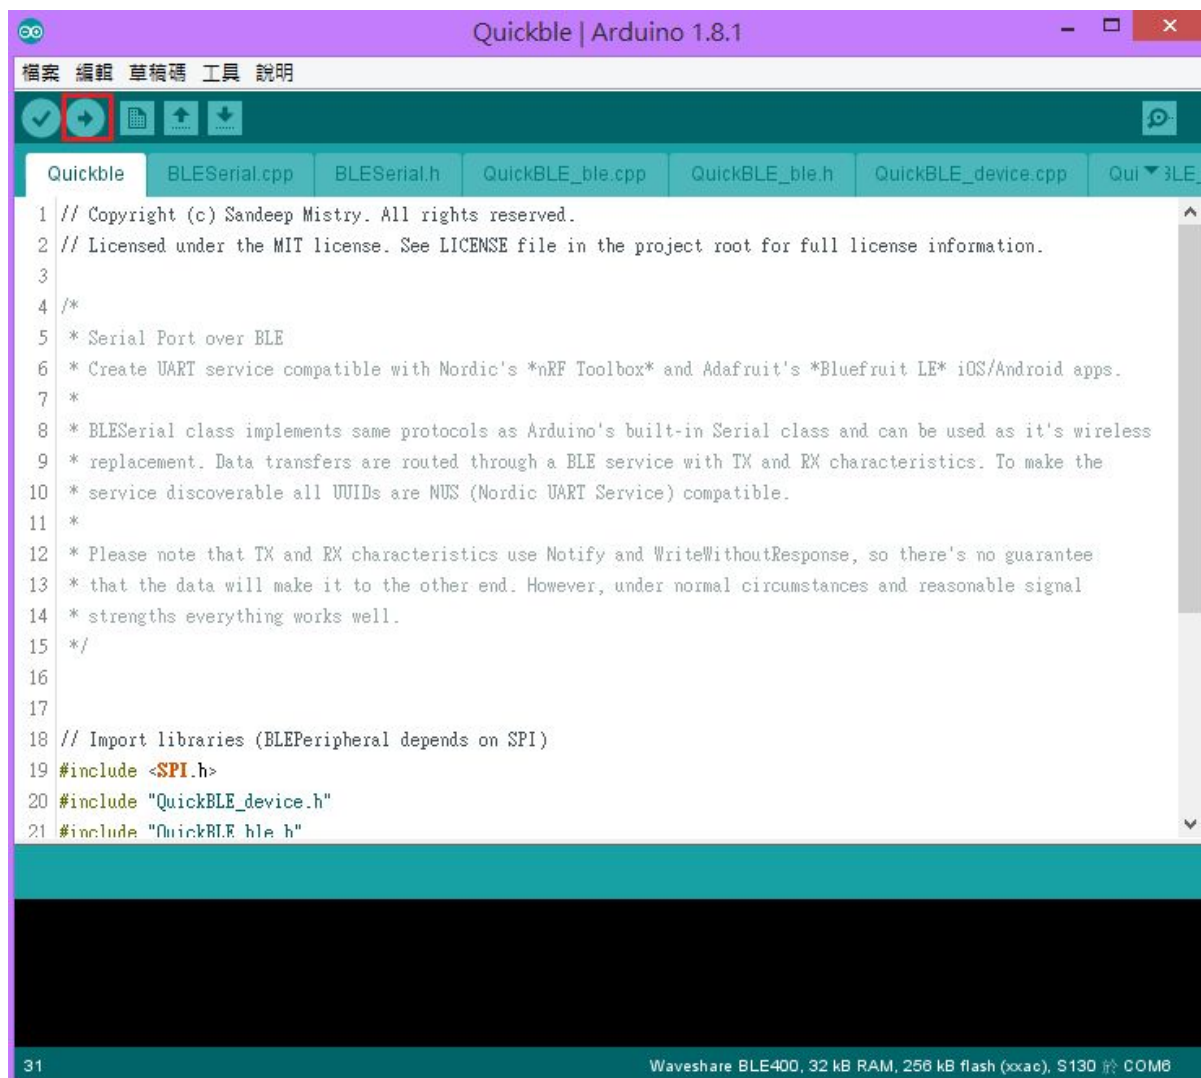 Quickble | Arduino 1.8.1
檔案 編輯 草稿碼 工具 說明
Quickble BLESerial.cpp BLESerial.h QuickBLE_ble.cpp QuickBLE_ble.h QuickBLE_device.cpp Qui BLE_
1 // Copyright (c) Sandeep Mistry. All rights reserved.
2 // Licensed under the MIT license. See LICENSE file in the project root for full license information.
3
4 /*
5 * Serial Port over BLE
6 * Create UART service compatible with Nordic's *nRF Toolbox* and Adafruit's *Bluefruit LE* iOS/Android apps.
7 *
8 * BLESerial class implements same protocols as Arduino's built-in Serial class and can be used as it's wireless
9 * replacement. Data transfers are routed through a BLE service with TX and RX characteristics. To make the
10 * service discoverable all UUIDs are NUS (Nordic UART Service) compatible.
11 *
12 * Please note that TX and RX characteristics use Notify and WriteWithoutResponse, so there's no guarantee
13 * that the data will make it to the other end. However, under normal circumstances and reasonable signal
14 * strengths everything works well.
15 */
16
17
18 // Import libraries (BLEPeripheral depends on SPI)
19 #include <SPI.h>
20 #include "QuickBLE_device.h"
21 #include "QuickBLE_ble.h"
31 Waveshare BLE400, 32 kB RAM, 256 kB flash (xxac), S130 於 COM6